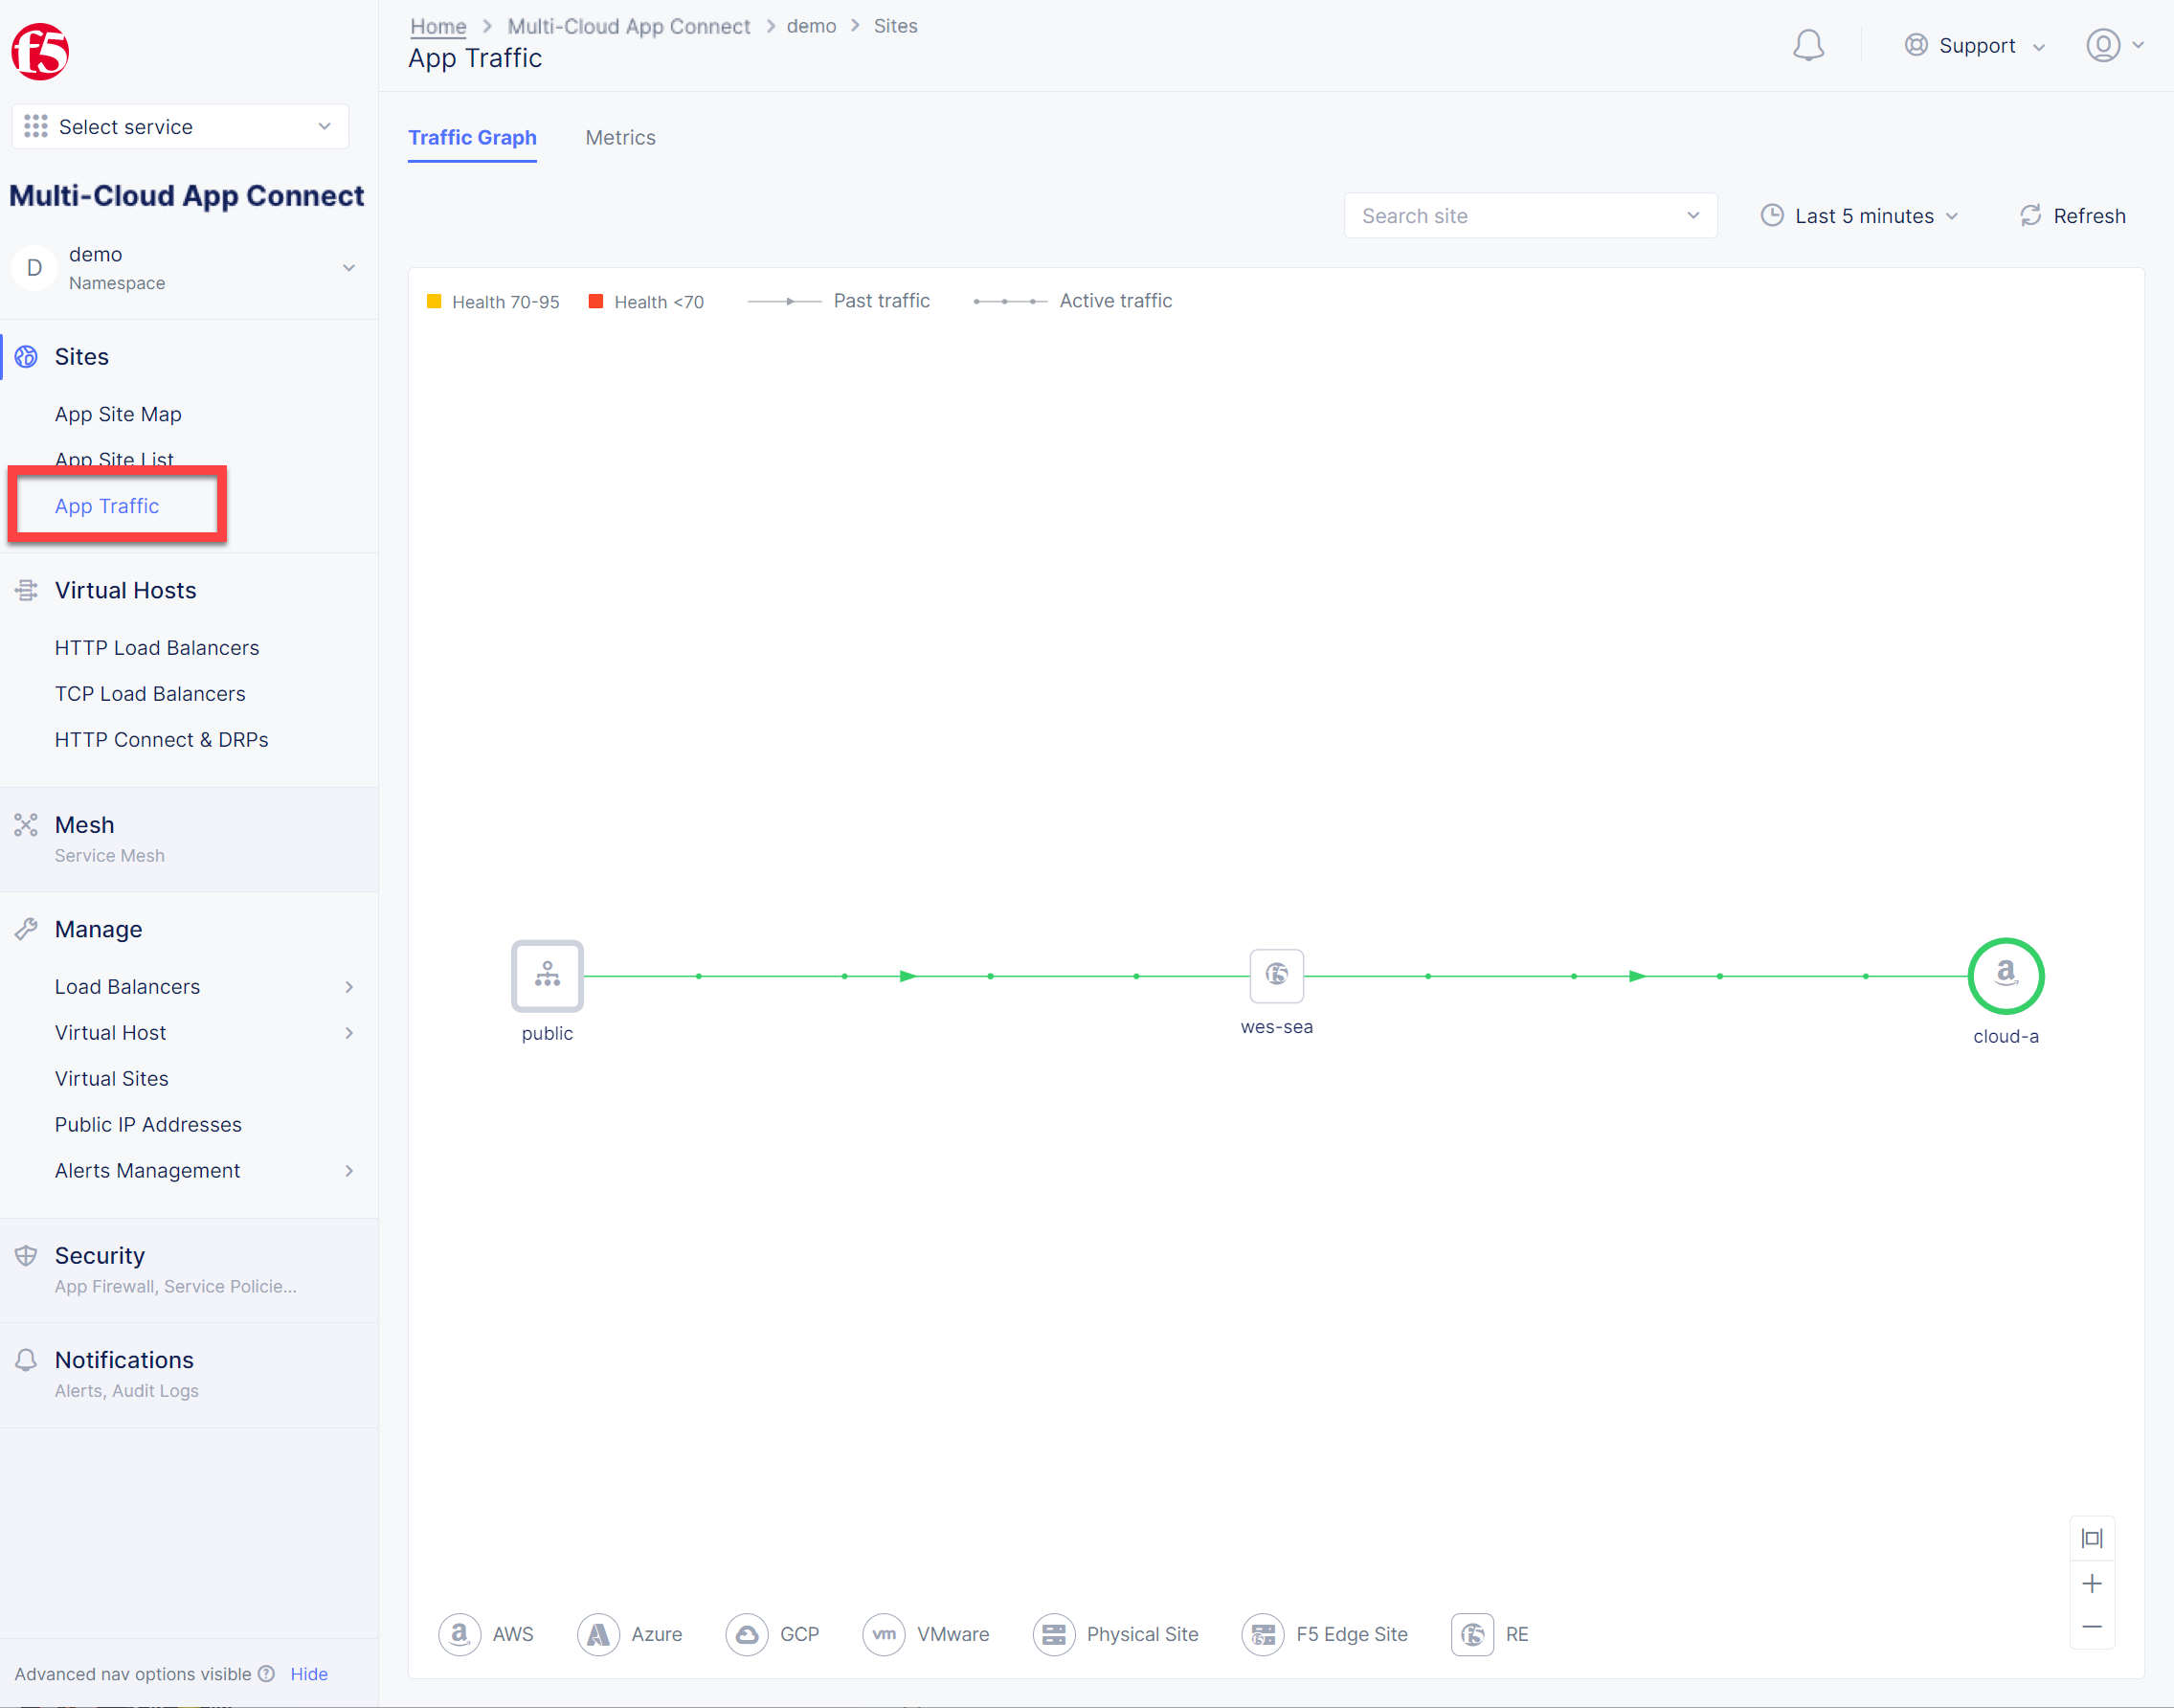 Home > Multi-Cloud App Connect > demo > Sites
App Traffic
Support
f5
Select service
Multi-Cloud App Connect
D
demo
Namespace
Sites
App Site Map
App Site List
App Traffic
Virtual Hosts
HTTP Load Balancers
TCP Load Balancers
HTTP Connect & DRPs
Mesh
Service Mesh
Manage
Load Balancers
Virtual Host
Virtual Sites
Public IP Addresses
Alerts Management
Security
App Firewall, Service Policie...
Notifications
Alerts, Audit Logs
Advanced nav options visible ? Hide
Traffic Graph Metrics
Search site Last 5 minutes Refresh
Health 70-95 Health <70 Past traffic Active traffic
public
f5
wes-sea
a
cloud-a
a AWS Azure GCP vm VMware Physical Site f5 F5 Edge Site f5 RE